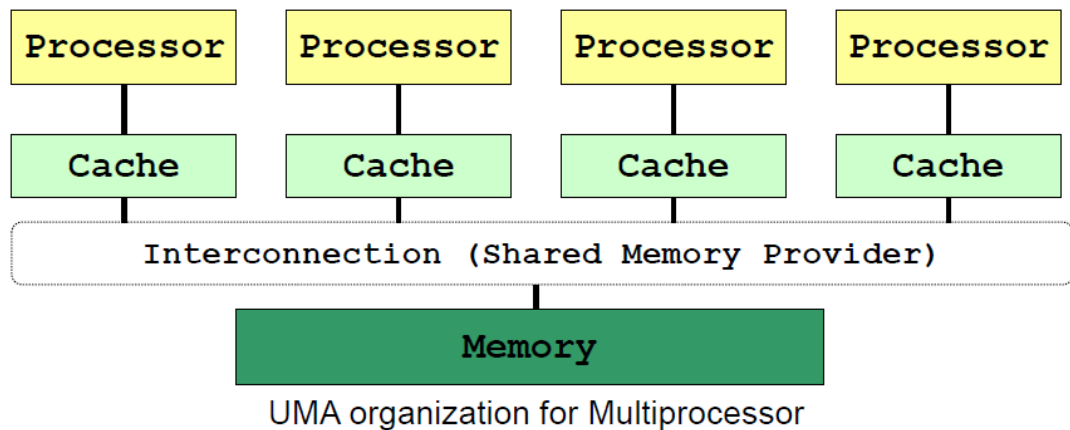 Processor Processor Processor Processor
Cache Cache Cache Cache
Interconnection (Shared Memory Provider)
Memory
UMA organization for Multiprocessor